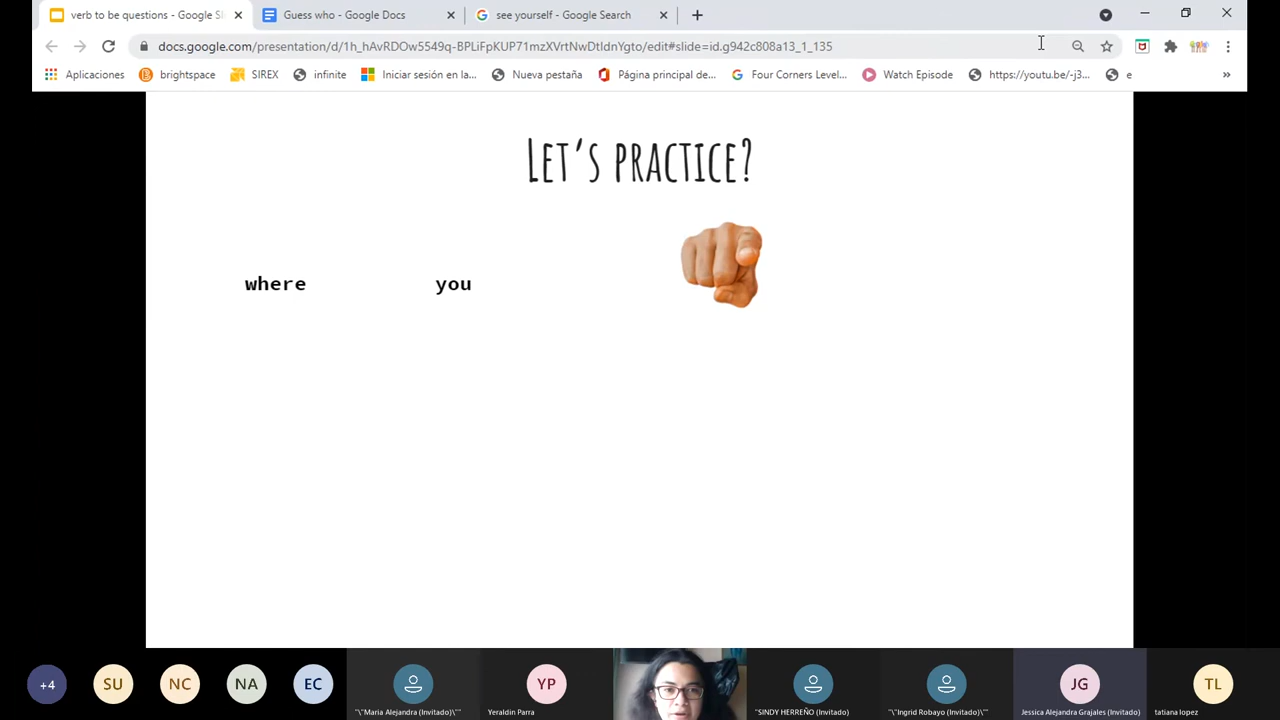 verb to be questions - Google Sl
Guess who - Google Docs
see yourself - Google Search
docs.google.com/presentation/d/1h_hAvRDOw5549q-BPLiFpKUP71mzXVrtNwDtIdnYgto/edit#slide=id.g942c808a13_1_135
Aplicaciones
brightspace
SIREX
infinite
Iniciar sesión en la...
Nueva pestaña
Página principal de...
Four Corners Level...
Watch Episode
https://youtu.be/-j3...
e
»
Let's practice?
where you
+4
SU
NC
NA
EC
YP
JG
TL
"\"Maria Alejandra (Invitado)\""
Yeraldin Parra
"SINDY HERREÑO (Invitado)
"\"Ingrid Robayo (Invitado)\""
Jessica Alejandra Grajales (Invitado)
tatiana lopez